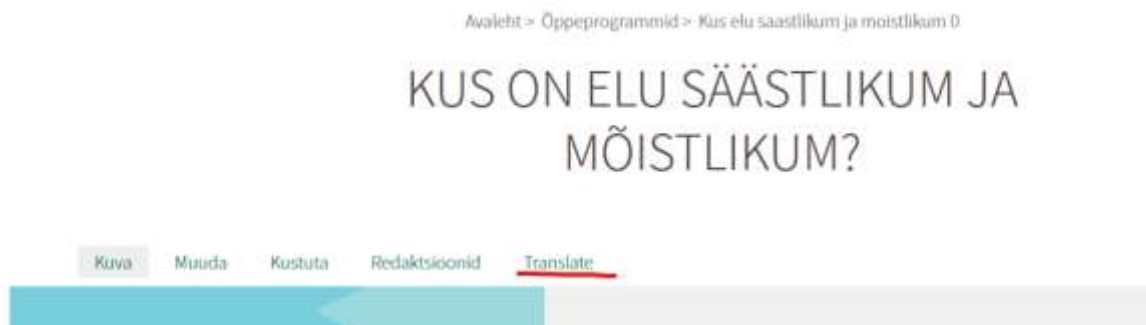 Avaleht > Õppeprogrammid > Kus elu saastlikum ja moistlikum 0
KUS ON ELU SÄÄSTLIKUM JA
MÕISTLIKUM?
Kuva Muuda Kustuta Redaktsioonid Translate